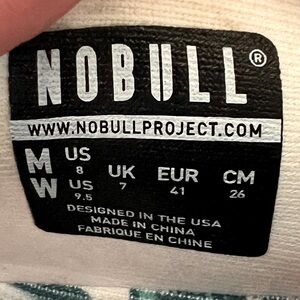 NOBULL®
WWW.NOBULLPROJECT.COM
M US 8 UK 7 EUR 41 CM 26
W US 9.5
DESIGNED IN THE USA
MADE IN CHINA
FABRIQUE EN CHINE